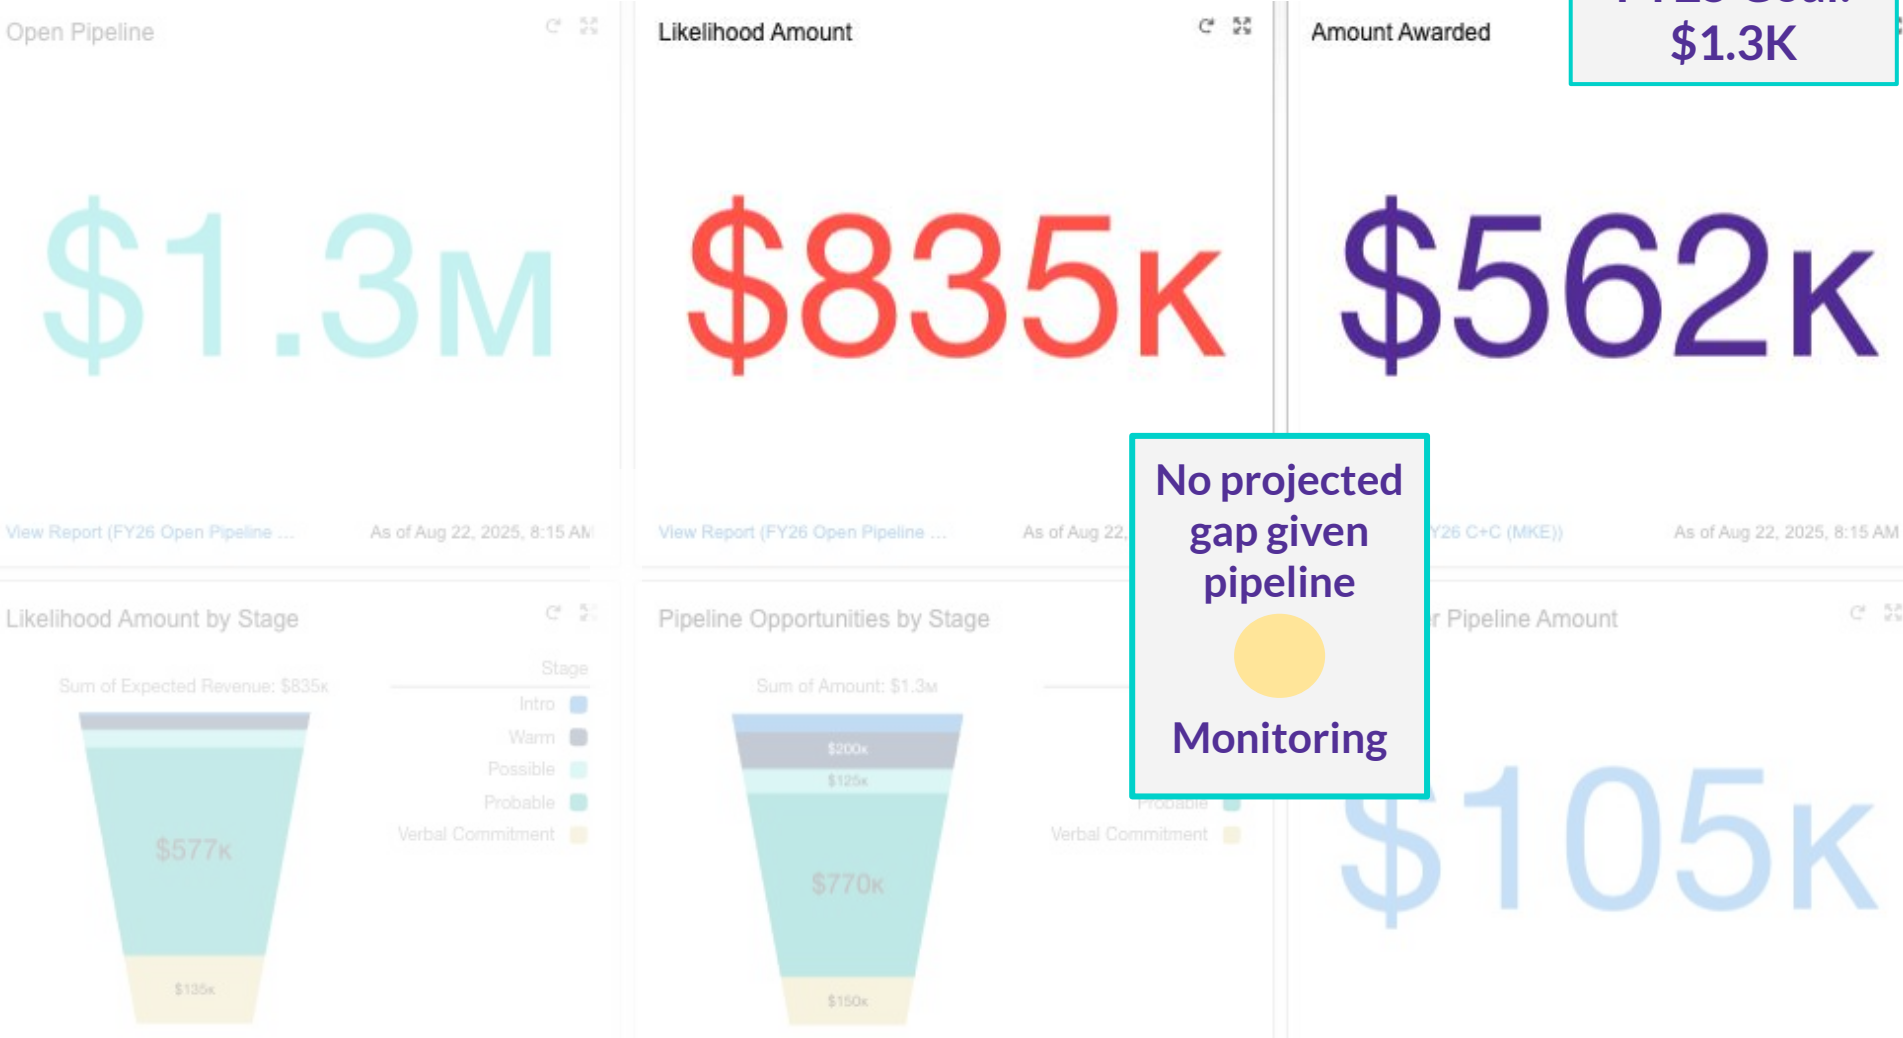 Open Pipeline
Likelihood Amount
Amount Awarded
$1.3K
$1.3M
$835K
$562K
View Report (FY26 Open Pipeline ...
As of Aug 22, 2025, 8:15 AM
View Report (FY26 Open Pipeline ...
As of Aug 22,
Y26 C+C (MKE))
As of Aug 22, 2025, 8:15 AM
No projected
gap given
pipeline
Monitoring
Likelihood Amount by Stage
Sum of Expected Revenue: $835K
Stage
Intro
Warm
Possible
Probable
Verbal Commitment
$577K
$135K
Pipeline Opportunities by Stage
Sum of Amount: $1.3M
$200K
$125K
$770K
$150K
Probable
Verbal Commitment
r Pipeline Amount
$105K